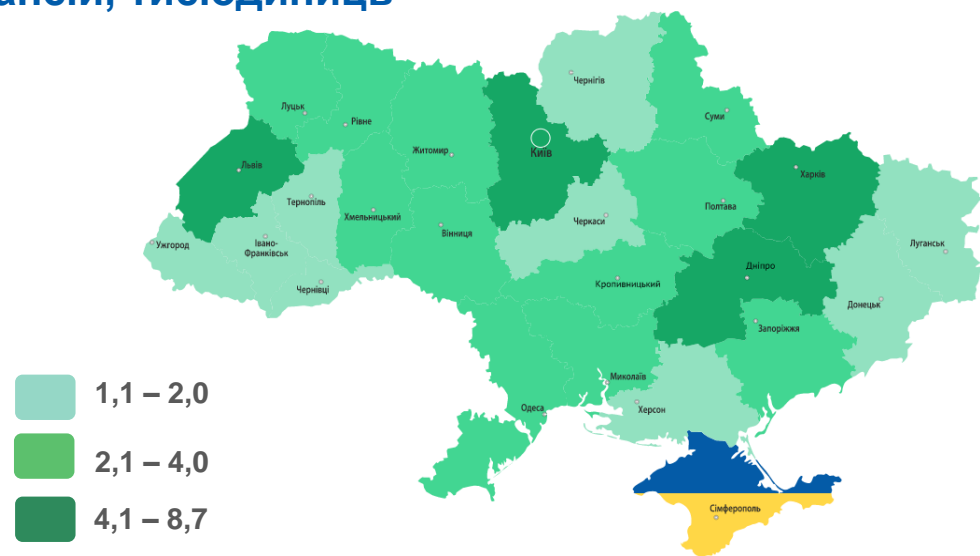 Чернігів
Луцьк
Суми
Рівне
Житомир
Київ
Львів
Харків
Тернопіль
Полтава
Хмельницький
Черкаси
Вінниця
Ужгород
Івано-
Франківськ
Луганськ
Дніпро
Чернівці
Кропивницький
Донецьк
Запоріжжя
Миколаїв
Одеса
Херсон
Сімферополь
1,1 – 2,0
2,1 – 4,0
4,1 – 8,7